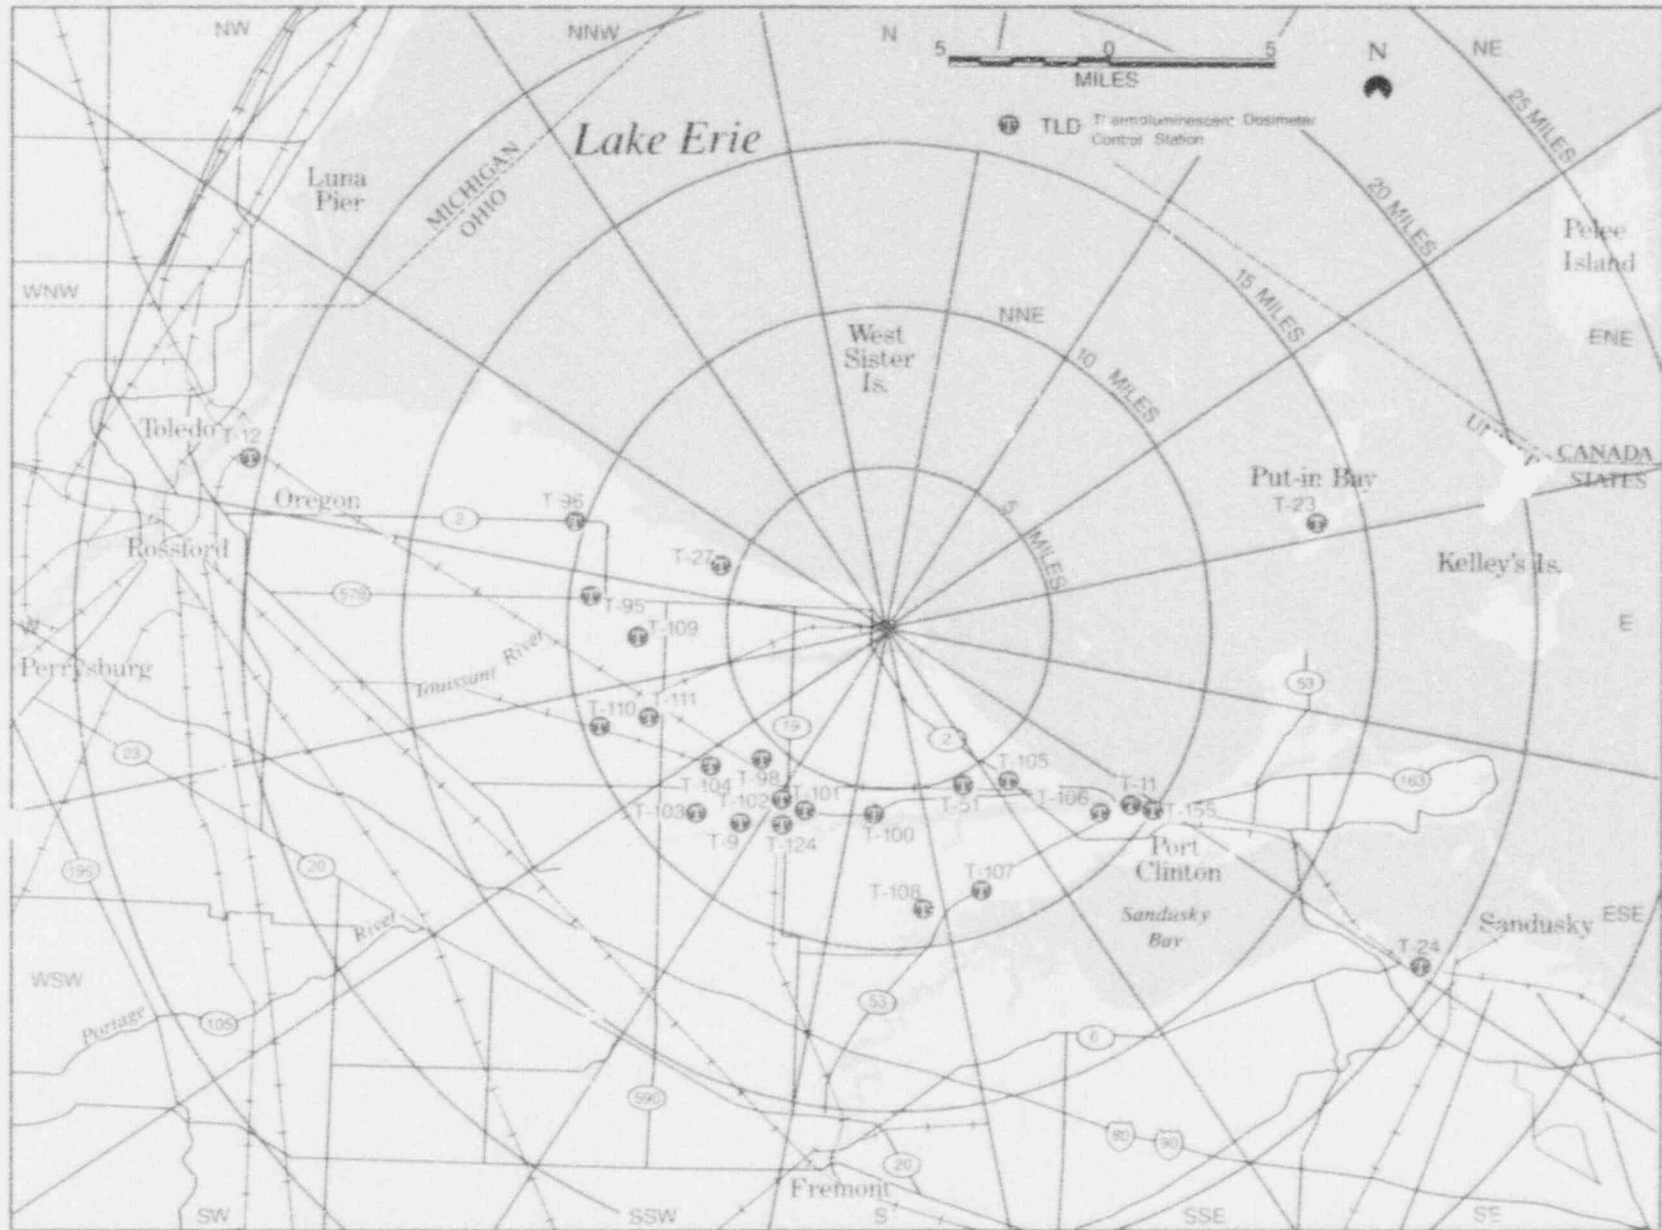 NW
NNW
N
5 0 5
MILES
N
NE
TLD Thermoluminescent Dosimeter
Control Station
Lake Erie
Luna
Pier
MICHIGAN
OHIO
25 MILES
20 MILES
15 MILES
10 MILES
5 MILES
Pelee
Island
WNW
NNE
ENE
West
Sister
Is.
Toledo
T-12
Oregon
2
T-96
Rossford
T-27
579
T-95
T-109
Put-in Bay
T-23
CANADA
STATES
Kelley's Is.
W
E
Perrysburg
Touissant River
53
T-110
T-111
19
2
23
T-104
T-98
T-105
163
T-103
T-102
T-101
T-51
T-106
T-11
T-155
T-9
T-124
T-100
Port
Clinton
T-107
T-108
199
20
River
Sandusky
Bay
Sandusky
ESE
T-24
WSW
Portage
105
53
6
590
80
90
20
Fremont
SW
SSW
S
SSE
SE